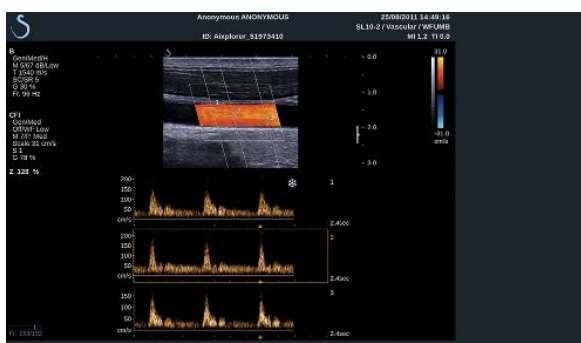 Anonymous ANONYMOUS
25/08/2011 14:49:16
SL10-2 / Vascular / WFUMB
ID: Aixplorer_51973410
MI 1.2 TI 0.0
B
Gen/Med/H
M 5/67 dB/Low
T 1540 m/s
SC/SR 5
G 30 %
Fr. 96 Hz
CFI
Gen/Med
Off/WF Low
Scale 31 cm/s
S 1
G 78 %
Z 128 %
0.0
1.0
2.0
3.0
31.0
-31.0
cm/s
1
3
200
150
100
50
cm/s
1
2.4sec
200
150
100
50
cm/s
2
2.4sec
150
100
50
cm/s
3
2.4sec